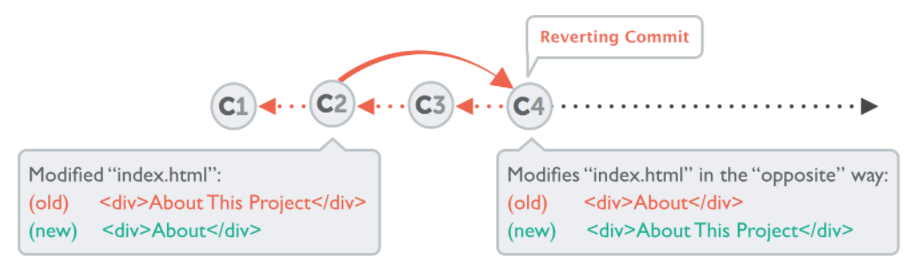 Reverting Commit
C1
C2
C3
C4
Modified “index.html”:
(old) <div>About This Project</div>
(new) <div>About</div>
Modifies “index.html” in the “opposite” way:
(old) <div>About</div>
(new) <div>About This Project</div>